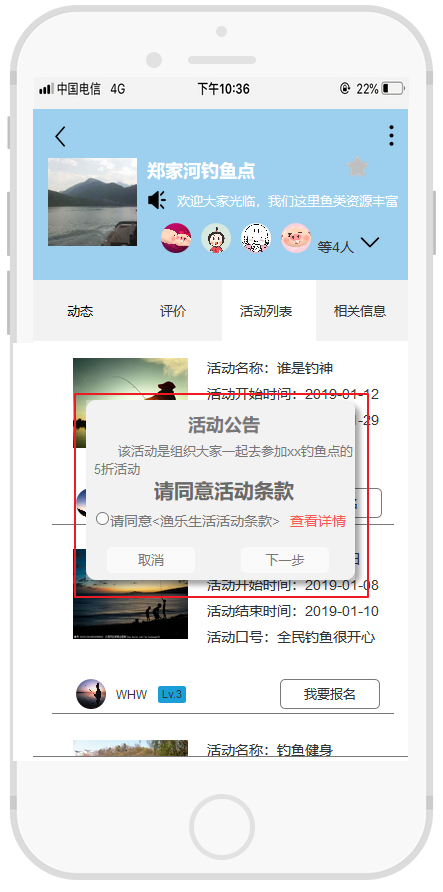 中国电信 4G 下午10:36 22%
郑家河钓鱼点
欢迎大家光临，我们这里鱼类资源丰富
等4人
动态 评价 活动列表 相关信息
活动名称：谁是钓神
活动开始时间：2019-01-12
-29
活动公告
该活动是组织大家一起去参加xx钓鱼点的
5折活动
请同意活动条款
请同意<渔乐生活活动条款> 查看详情
取消 下一步
活动开始时间：2019-01-08
活动结束时间：2019-01-10
活动口号：全民钓鱼很开心
WHW Lv.3 我要报名
活动名称：钓鱼健身